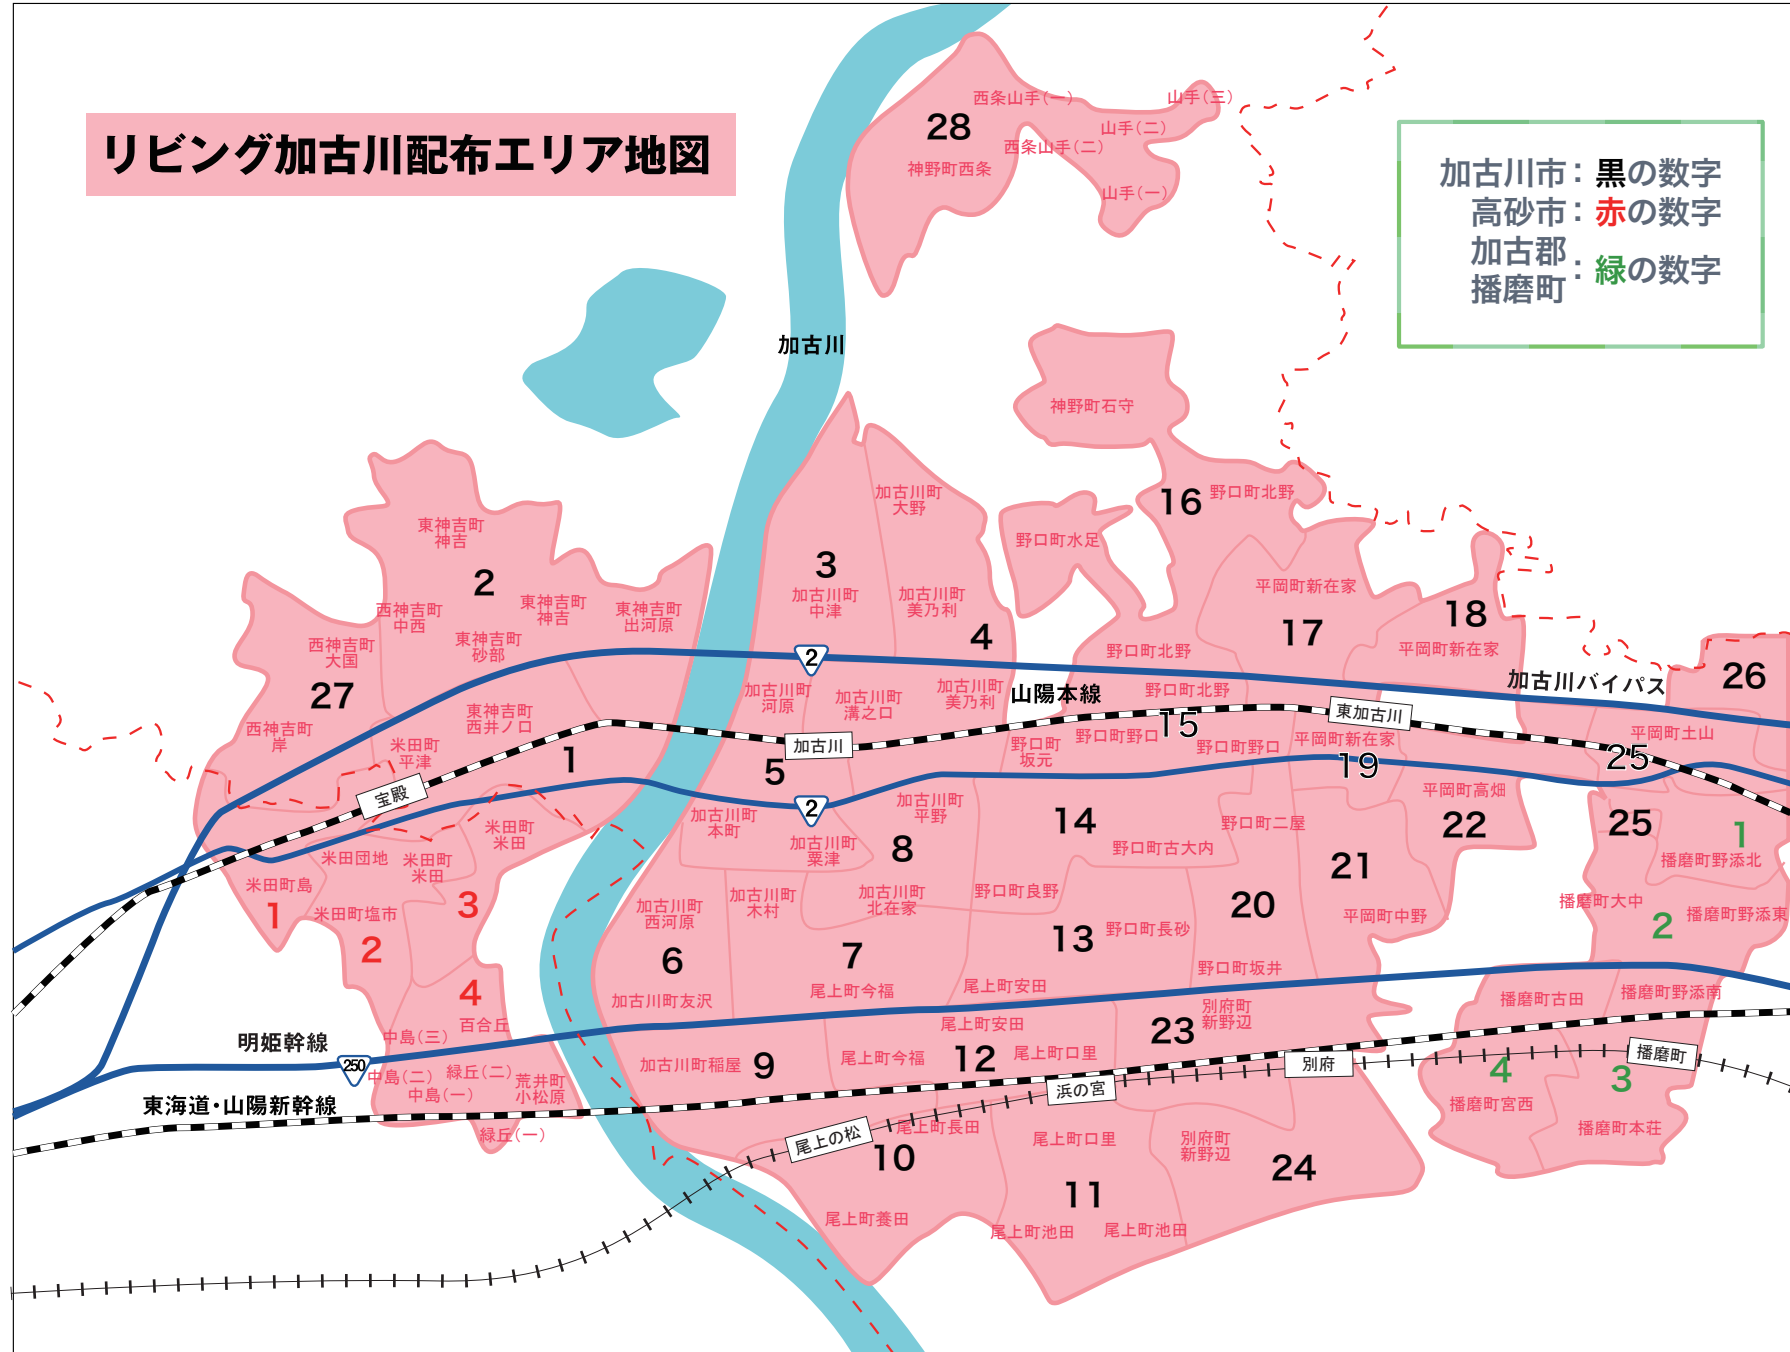 リビング加古川配布エリア地図
加古川市：黒の数字
高砂市：赤の数字
加古郡
播磨町：緑の数字
28
西条山手(一)
山手(三)
山手(二)
西条山手(二)
神野町西条
山手(一)
加古川
神野町石守
16
野口町北野
加古川町
大野
野口町水足
東神吉町
神吉
2
3
加古川町
中津
加古川町
美乃利
4
平岡町新在家
17
18
平岡町新在家
西神吉町
中西
東神吉町
神吉
東神吉町
出河原
西神吉町
大国
東神吉町
砂部
27
2
野口町北野
加古川バイパス
26
加古川町
河原
加古川町
溝之口
加古川町
美乃利
山陽本線
野口町北野
15
東加古川
西神吉町
岸
東神吉町
西井ノ口
米田町
平津
1
加古川
5
野口町
坂元
野口町野口
野口町野口
平岡町新在家
19
平岡町土山
25
宝殿
2
加古川町
本町
加古川町
粟津
加古川町
平野
8
14
野口町古大内
野口町二屋
平岡町高畑
22
25
1
播磨町野添北
米田町
米田
米田団地
米田町
米田
米田町島
1
米田町塩市
2
3
加古川町
西河原
加古川町
木村
加古川町
北在家
野口町良野
21
20
平岡町中野
播磨町大中
2
播磨町野添東
6
7
13
野口町長砂
野口町坂井
4
百合丘
加古川町友沢
尾上町今福
尾上町安田
播磨町古田
播磨町野添南
明姫幹線
250
中島(三)
中島(二)
緑丘(二)
中島(一)
荒井町
小松原
緑丘(一)
東海道・山陽新幹線
加古川町稲屋
9
尾上町安田
尾上町今福
12
尾上町口里
23
別府町
新野辺
別府
浜の宮
4
3
播磨町
播磨町宮西
播磨町本荘
尾上の松
尾上町長田
10
尾上町口里
別府町
新野辺
24
11
尾上町養田
尾上町池田
尾上町池田